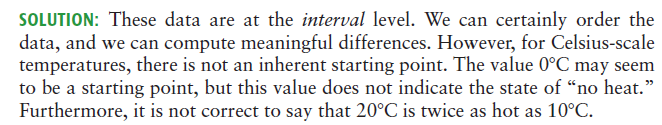 SOLUTION: These data are at the interval level. We can certainly order the
data, and we can compute meaningful differences. However, for Celsius-scale
temperatures, there is not an inherent starting point. The value 0°C may seem
to be a starting point, but this value does not indicate the state of “no heat.”
Furthermore, it is not correct to say that 20°C is twice as hot as 10°C.